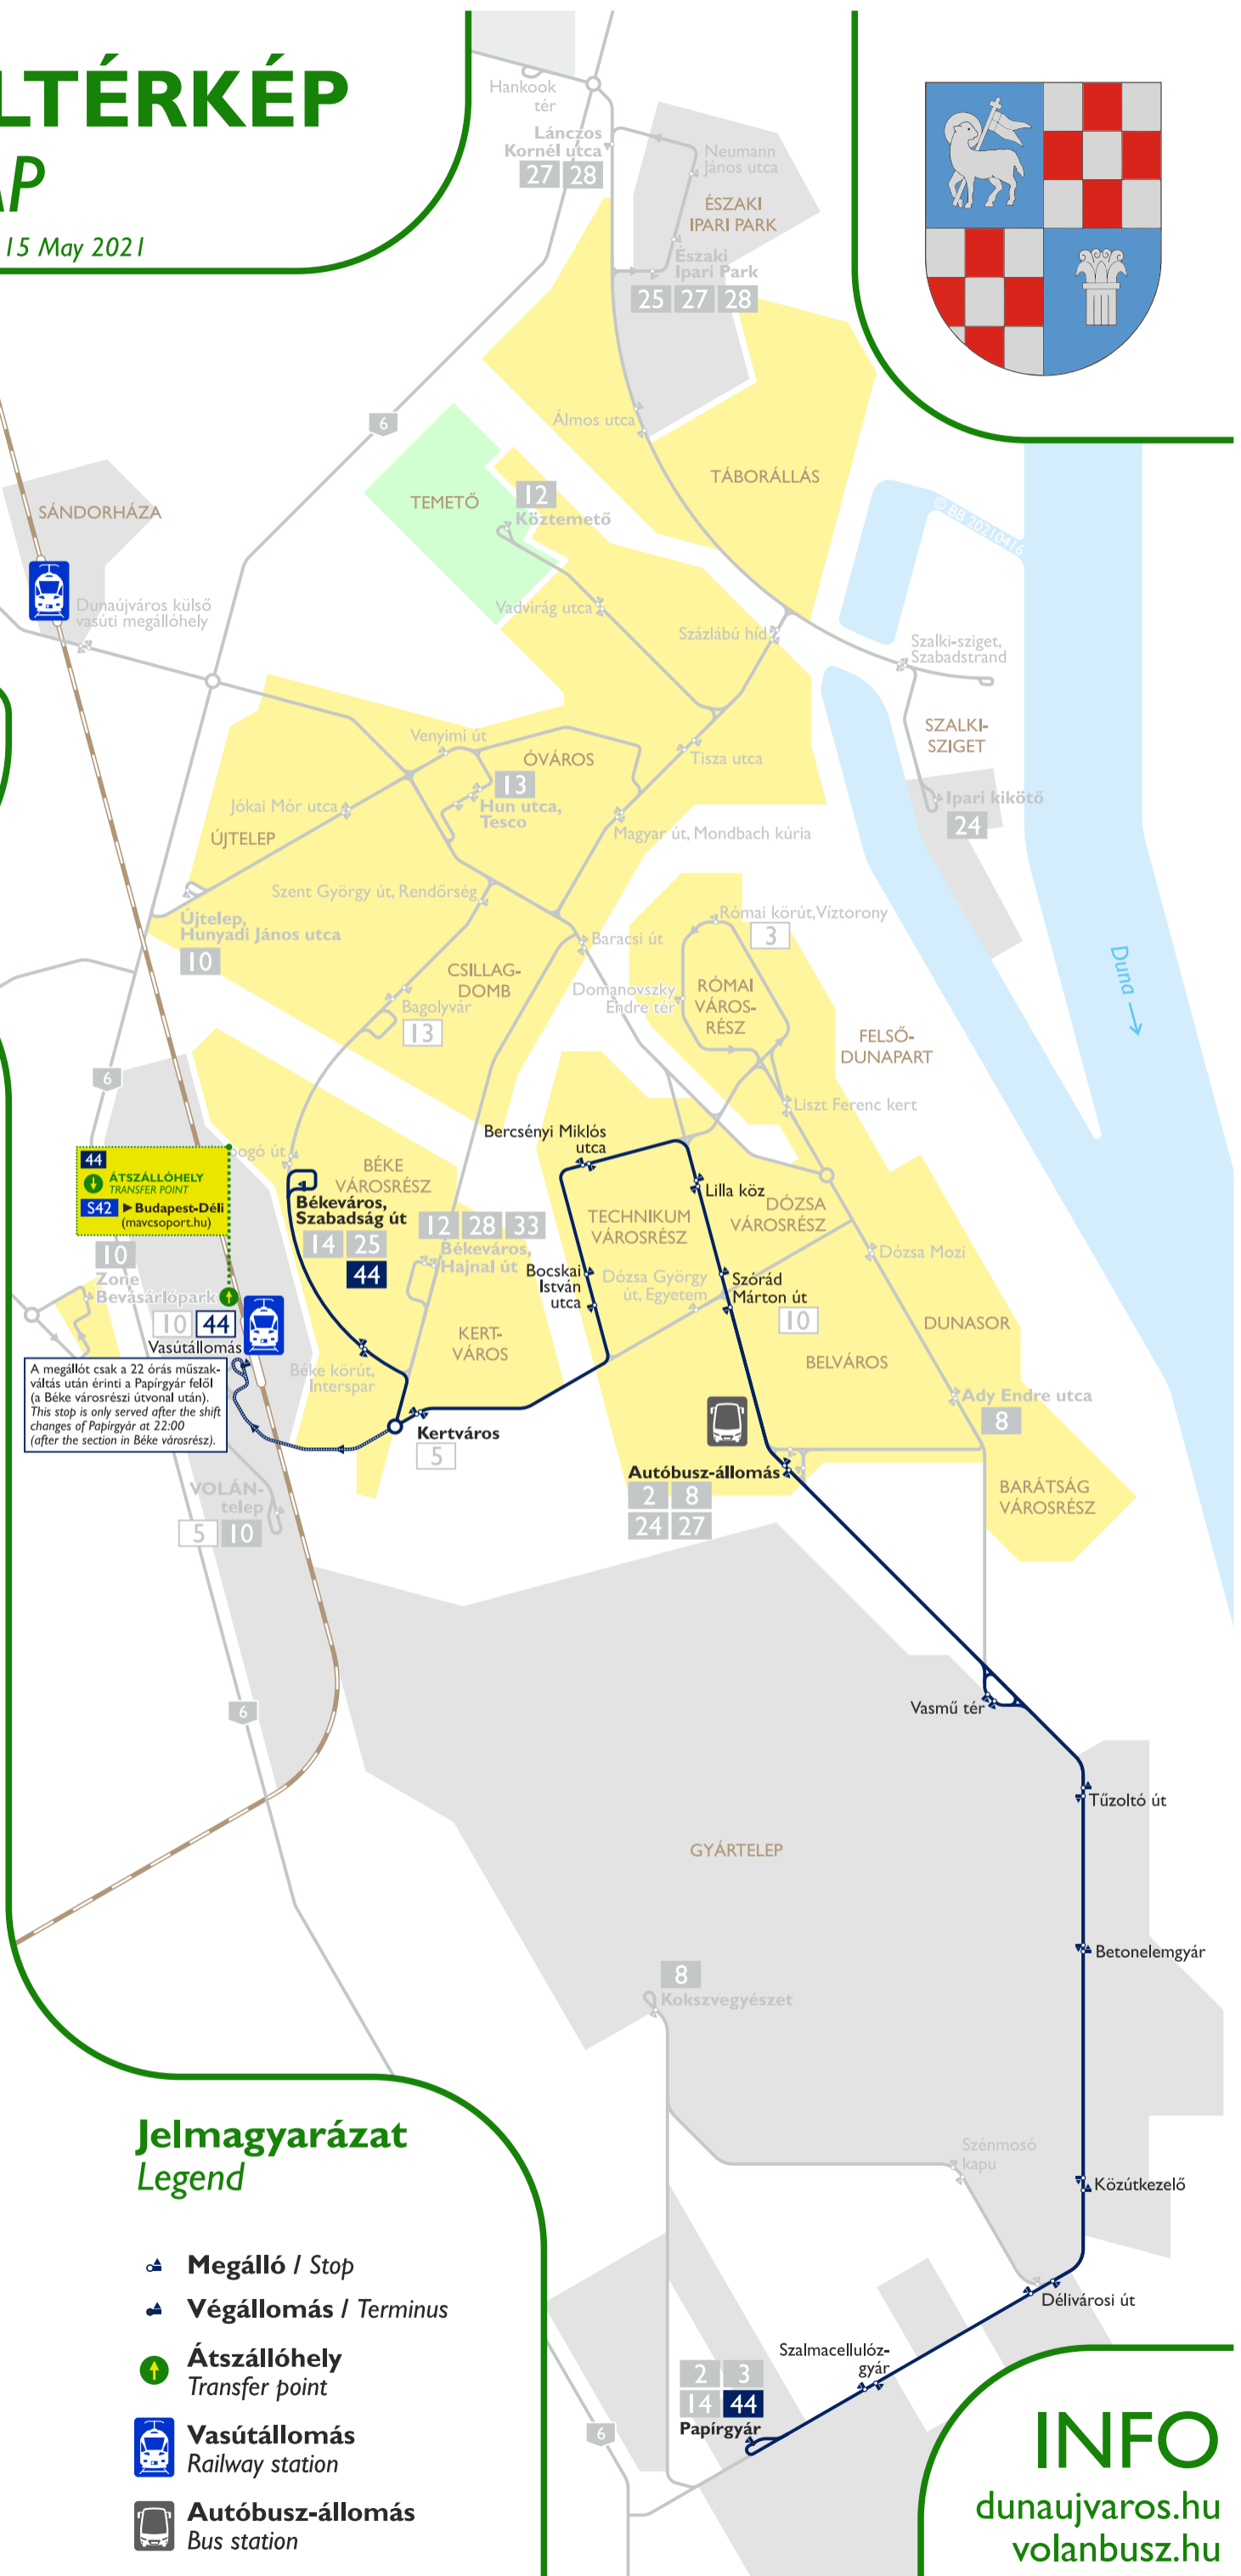 LTÉRKÉP
AP
15 May 2021
Hankook
tér
Lánczos
Kornél utca
27 28
Neumann
János utca
ÉSZAKI
IPARI PARK
Északi
Ipari Park
25 27 28
6
Álmos utca
TÁBORÁLLÁS
TEMETŐ
12
Köztemető
© BB 20210416
SÁNDORHÁZA
Dunaújváros külső
vasúti megállóhely
Vadvirág utca
Százlábú híd
Szalki-sziget,
Szabadstrand
SZALKI-
SZIGET
Venyimi út
ÓVÁROS
13
Hun utca,
Tesco
Tisza utca
Ipari kikötő
24
Jókai Mór utca
ÚJTELEP
Magyar út, Mondbach kúria
Szent György út, Rendőrség
Újtelep,
Hunyadi János utca
10
Római körút, Víztorony
3
Baracsi út
CSILLAG-
DOMB
Bagolyvár
13
Domanovszky
Endre tér
RÓMAI
VÁROS-
RÉSZ
Duna →
FELSŐ-
DUNAPART
6
Liszt Ferenc kert
Bercsényi Miklós
utca
44
ÁTSZÁLLÓHELY
TRANSFER POINT
S42 ►Budapest-Déli
(mavcsoport.hu)
ogó út
BÉKE
VÁROSRÉSZ
Békeváros,
Szabadság út
14 25
44
12 28 33
Békeváros,
Hajnal út
Lilla köz
TECHNIKUM
VÁROSRÉSZ
DÓZSA
VÁROSRÉSZ
Dózsa Mozi
10
Zone
Bevásárlópark
10 44
Vasútállomás
Bocskai
István
utca
Dózsa György
út, Egyetem
Szórád
Márton út
10
DUNASOR
KERT-
VÁROS
BELVÁROS
A megállót csak a 22 órás műszak-
váltás után érinti a Papírgyár felől
(a Béke városrészi útvonal után).
This stop is only served after the shift
changes of Papírgyár at 22:00
(after the section in Béke városrész).
Béke körút,
Interspar
Ady Endre utca
8
Kertváros
5
Autóbusz-állomás
2 8
24 27
VOLÁN-
telep
5 10
BARÁTSÁG
VÁROSRÉSZ
6
Vasmű tér
Tűzoltó út
GYÁRTELEP
Betonelemgyár
8
Kokszvegyészet
Szénmosó
kapu
Közútkezelő
Délivárosi út
Szalmacellulóz-
gyár
2 3
14 44
Papírgyár
6
Jelmagyarázat
Legend
Megálló / Stop
Végállomás / Terminus
Átszállóhely
Transfer point
Vasútállomás
Railway station
Autóbusz-állomás
Bus station
INFO
dunaujvaros.hu
volanbusz.hu